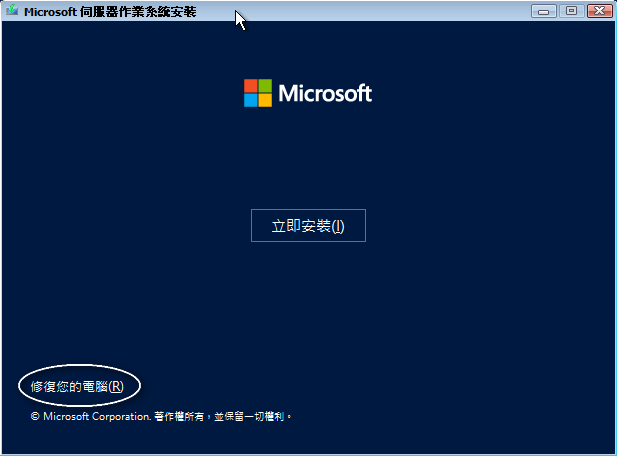 Microsoft 伺服器作業系統安裝
Microsoft
立即安裝(I)
修復您的電腦(R)
© Microsoft Corporation. 著作權所有，並保留一切權利。